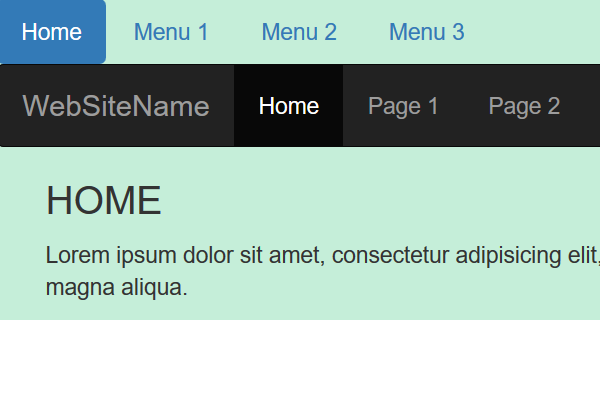 Home Menu 1 Menu 2 Menu 3
WebSiteName Home Page 1 Page 2
HOME
Lorem ipsum dolor sit amet, consectetur adipisicing elit,
magna aliqua.